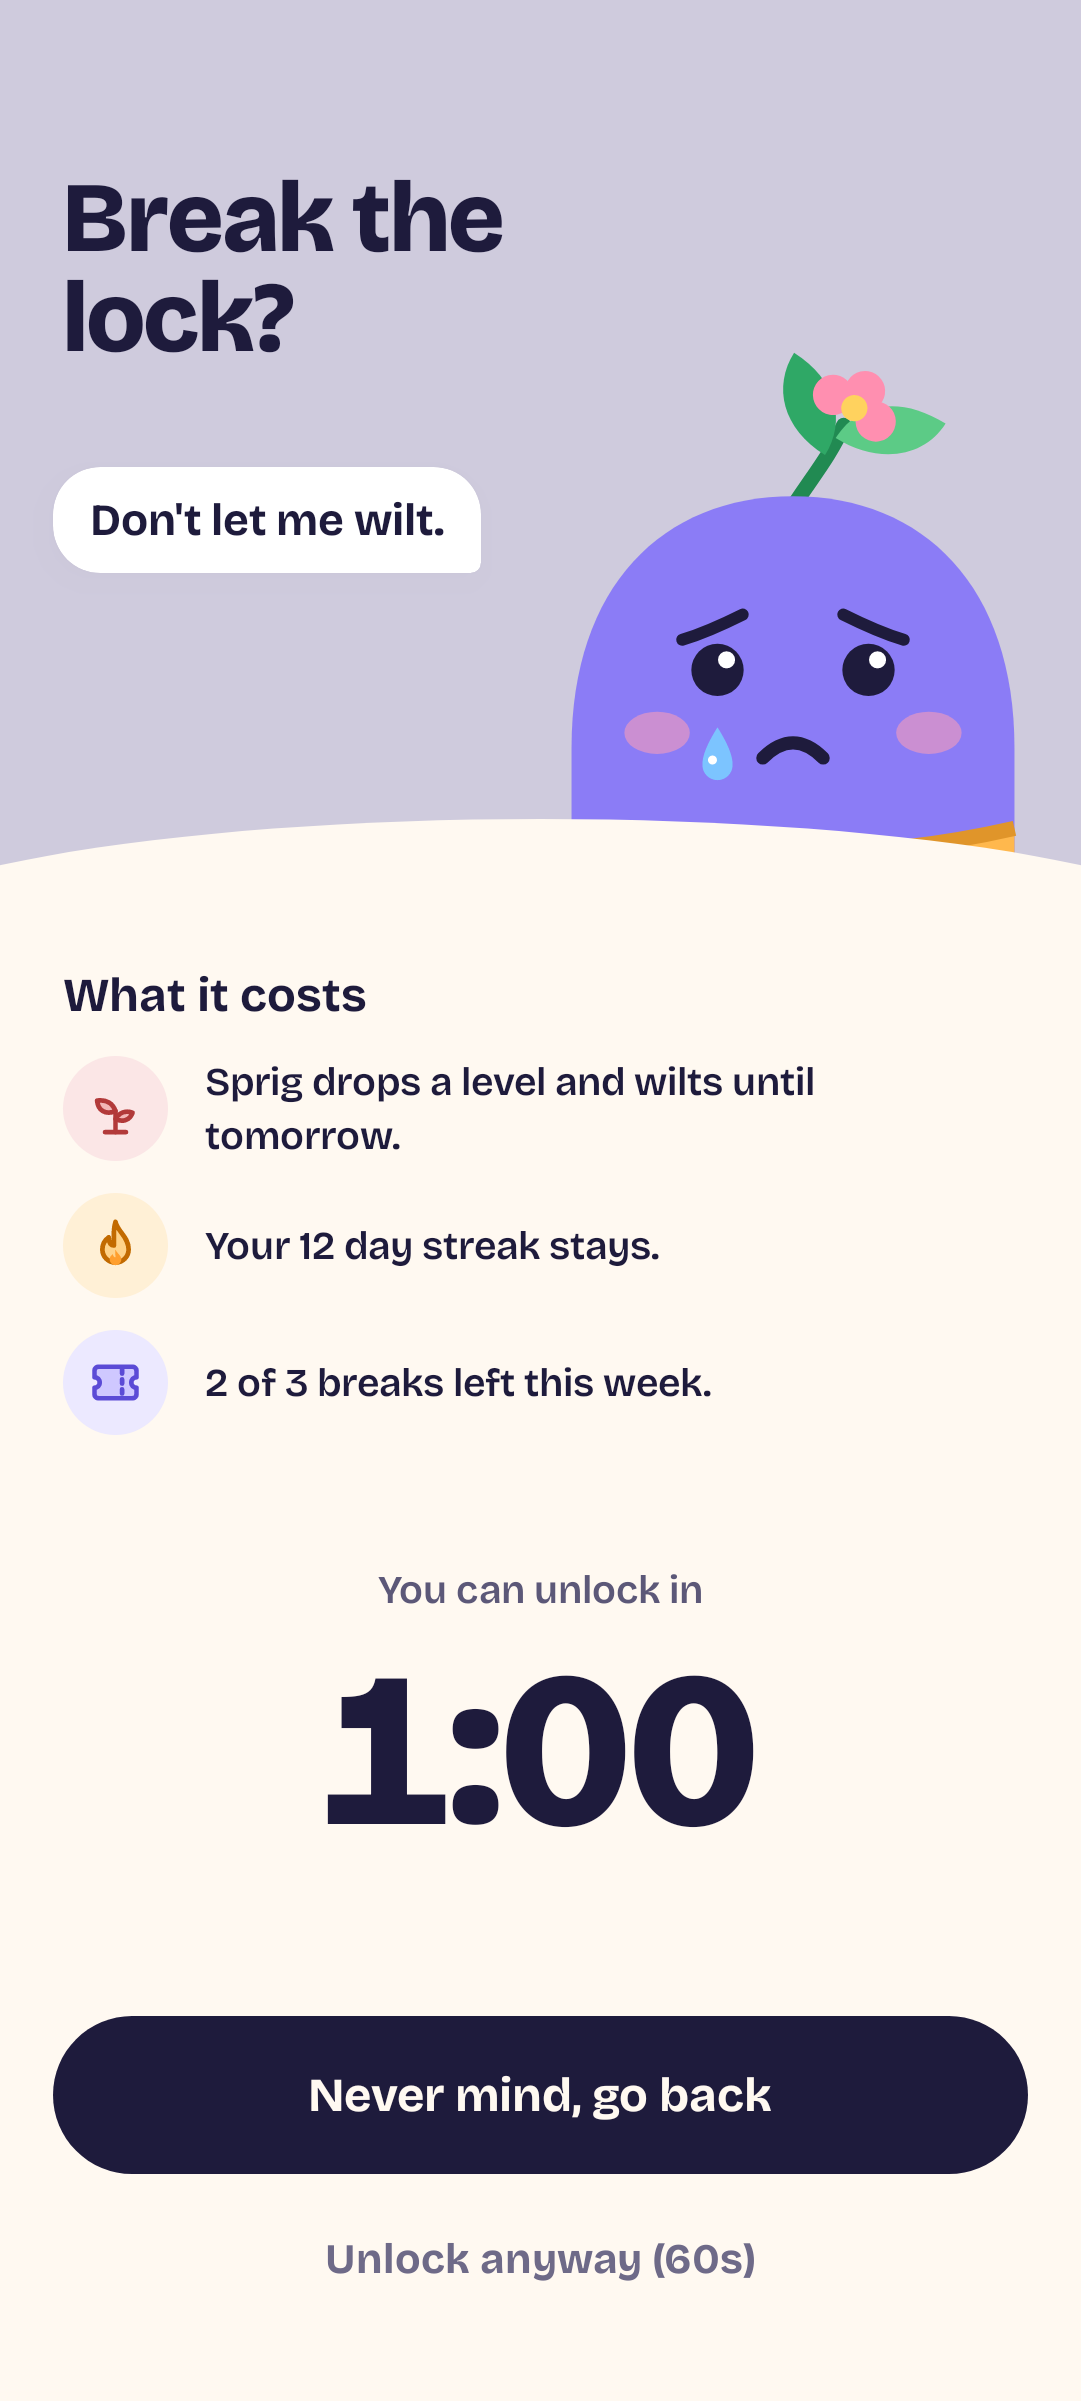 Break the
lock?
Don't let me wilt.
What it costs
Sprig drops a level and wilts until
tomorrow.
Your 12 day streak stays.
2 of 3 breaks left this week.
You can unlock in
1:00
Never mind, go back
Unlock anyway (60s)